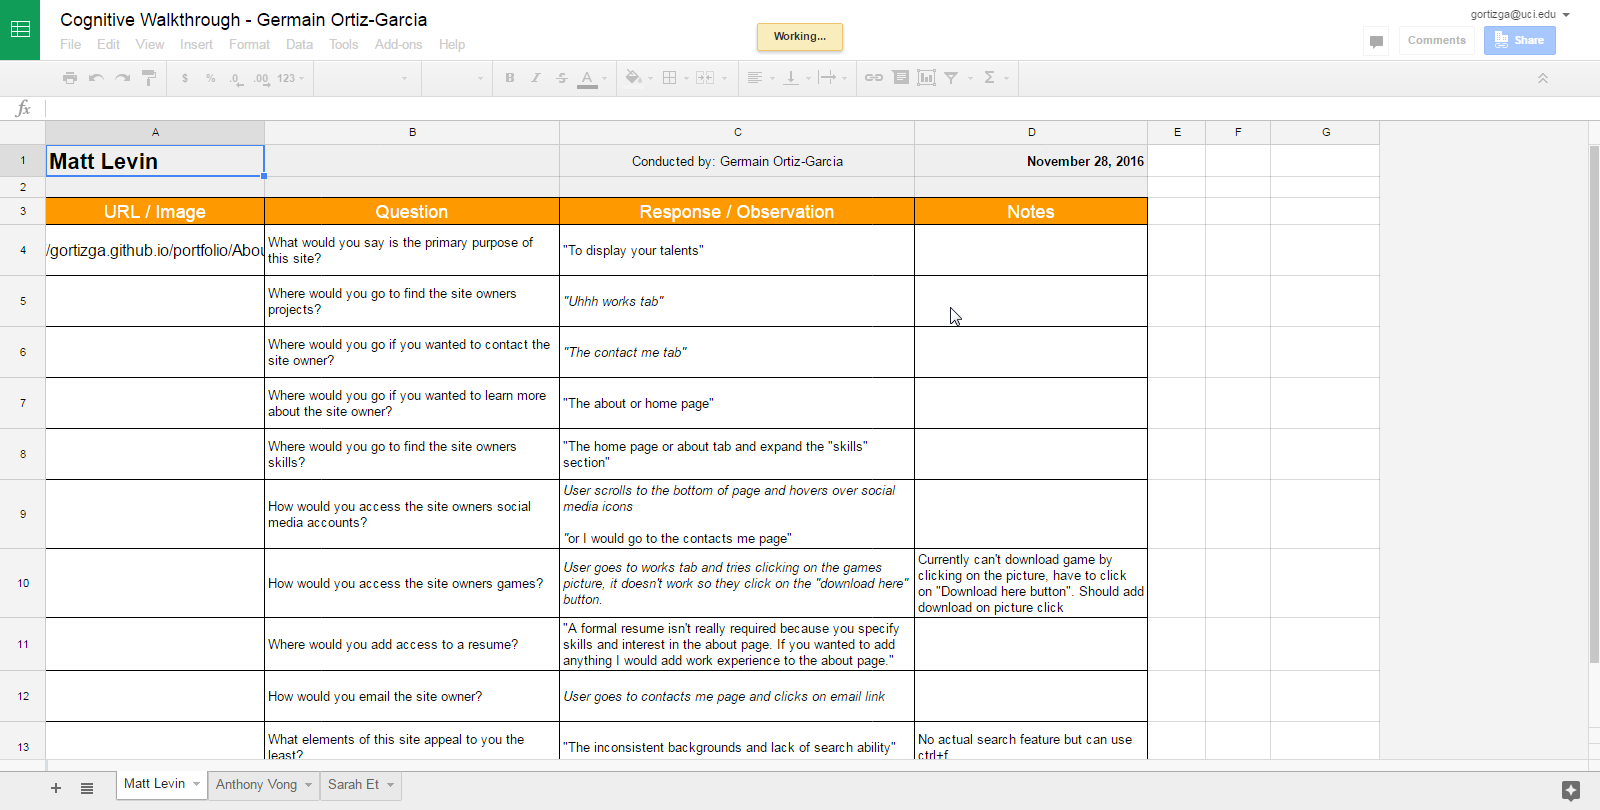 Cognitive Walkthrough - Germain Ortiz-Garcia
gortizga@uci.edu
File Edit View Insert Format Data Tools Add-ons Help
Working...
Comments
Share
$ % .0 .00 123
B I S A
Σ
fx
A B C D E F G
1 Matt Levin Conducted by: Germain Ortiz-Garcia November 28, 2016
2
3 URL / Image Question Response / Observation Notes
4 /gortizga.github.io/portfolio/Abou
What would you say is the primary purpose of
this site?
"To display your talents"
5
Where would you go to find the site owners
projects?
"Uhhh works tab"
6
Where would you go if you wanted to contact the
site owner?
"The contact me tab"
7
Where would you go if you wanted to learn more
about the site owner?
"The about or home page"
8
Where would you go to find the site owners
skills?
"The home page or about tab and expand the "skills"
section"
9
How would you access the site owners social
media accounts?
User scrolls to the bottom of page and hovers over social
media icons
"or I would go to the contacts me page"
10
How would you access the site owners games?
User goes to works tab and tries clicking on the games
picture, it doesn't work so they click on the "download here"
button.
Currently can't download game by
clicking on the picture, have to click
on "Download here button". Should add
download on picture click
11
Where would you add access to a resume?
"A formal resume isn't really required because you specify
skills and interest in the about page. If you wanted to add
anything I would add work experience to the about page."
12
How would you email the site owner?
User goes to contacts me page and clicks on email link
13
What elements of this site appeal to you the
least?
"The inconsistent backgrounds and lack of search ability"
No actual search feature but can use
ctrl+f
Matt Levin Anthony Vong Sarah Et